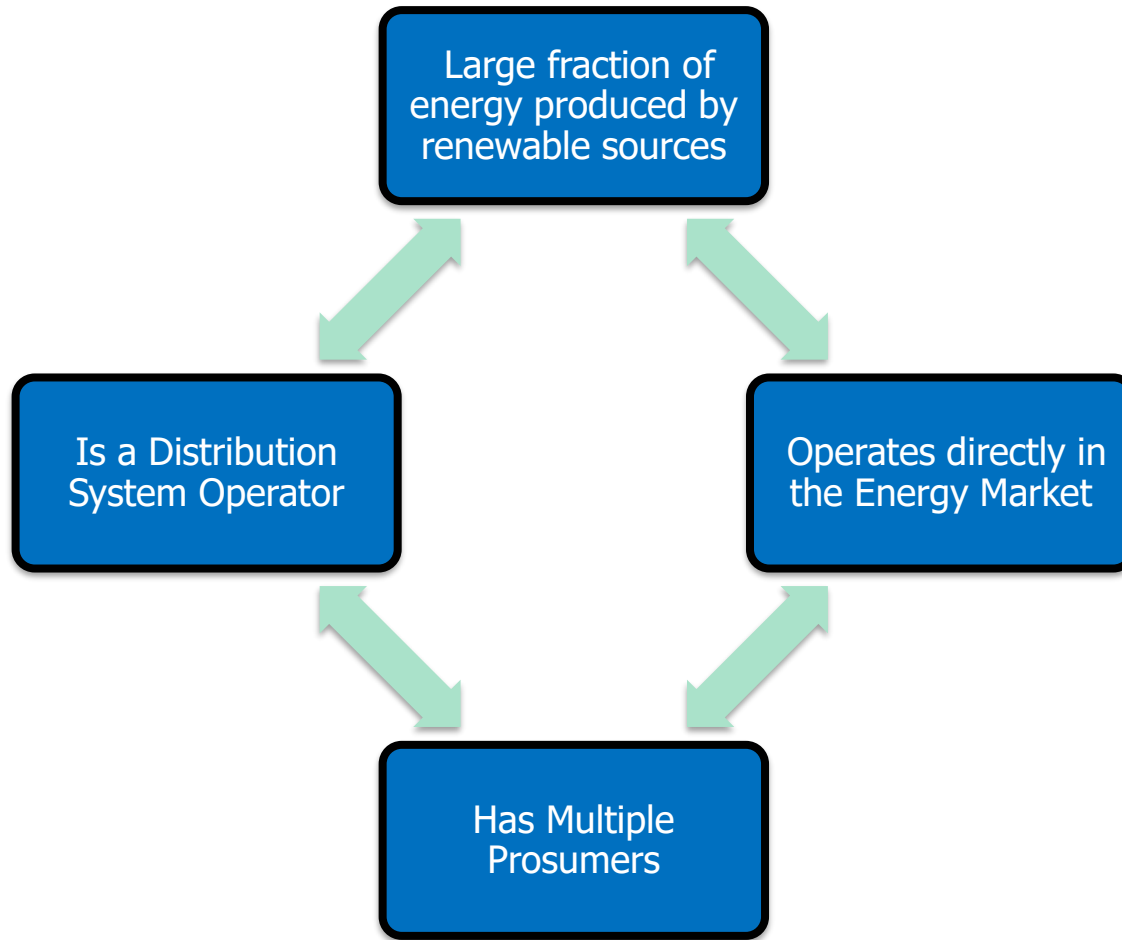 Large fraction of
energy produced by
renewable sources
Is a Distribution
System Operator
Operates directly in
the Energy Market
Has Multiple
Prosumers